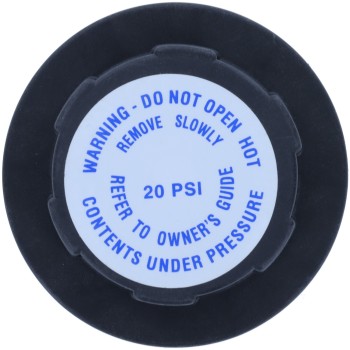 WARNING - DO NOT OPEN HOT
REMOVE SLOWLY
20 PSI
REFER TO OWNER'S GUIDE
CONTENTS UNDER PRESSURE